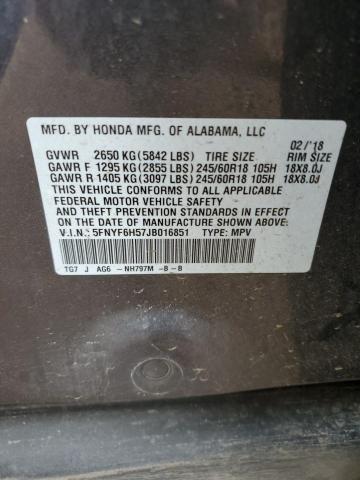 MFD. BY HONDA MFG. OF ALABAMA, LLC
02/'18
GVWR 2650 KG (5842 LBS) TIRE SIZE RIM SIZE
GAWR F 1295 KG (2855 LBS) 245/60R18 105H 18X8.0J
GAWR R 1405 KG (3097 LBS) 245/60R18 105H 18X8.0J
THIS VEHICLE CONFORMS TO ALL APPLICABLE
FEDERAL MOTOR VEHICLE SAFETY
STANDARDS IN EFFECT ON THE
DATE OF MANUFACTURE SHOWN ABOVE.
V.I.N.: 5FNYF6H57JB016851 TYPE: MPV
TG7 J AG6 -NH797M -8-8